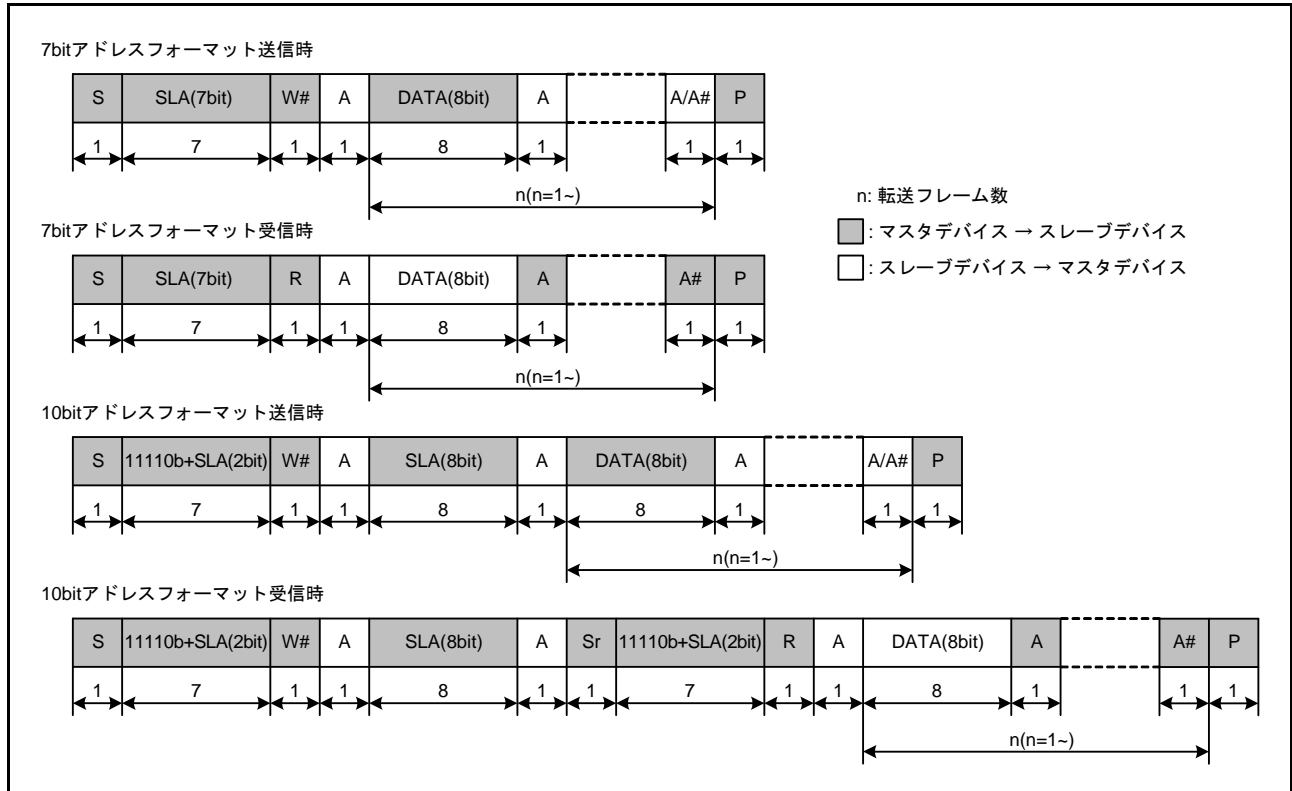 7bitアドレスフォーマット送信時
S SLA(7bit) W# A DATA(8bit) A A/A# P
1 7 1 1 8 1 1 1
n(n=1~)
n: 転送フレーム数
: マスタデバイス → スレーブデバイス
: スレーブデバイス → マスタデバイス
7bitアドレスフォーマット受信時
S SLA(7bit) R A DATA(8bit) A A# P
1 7 1 1 8 1 1 1
n(n=1~)
10bitアドレスフォーマット送信時
S 11110b+SLA(2bit) W# A SLA(8bit) A DATA(8bit) A A/A# P
1 7 1 1 8 1 8 1 1 1
n(n=1~)
10bitアドレスフォーマット受信時
S 11110b+SLA(2bit) W# A SLA(8bit) A Sr 11110b+SLA(2bit) R A DATA(8bit) A A# P
1 7 1 1 8 1 1 7 1 1 8 1 1 1
n(n=1~)